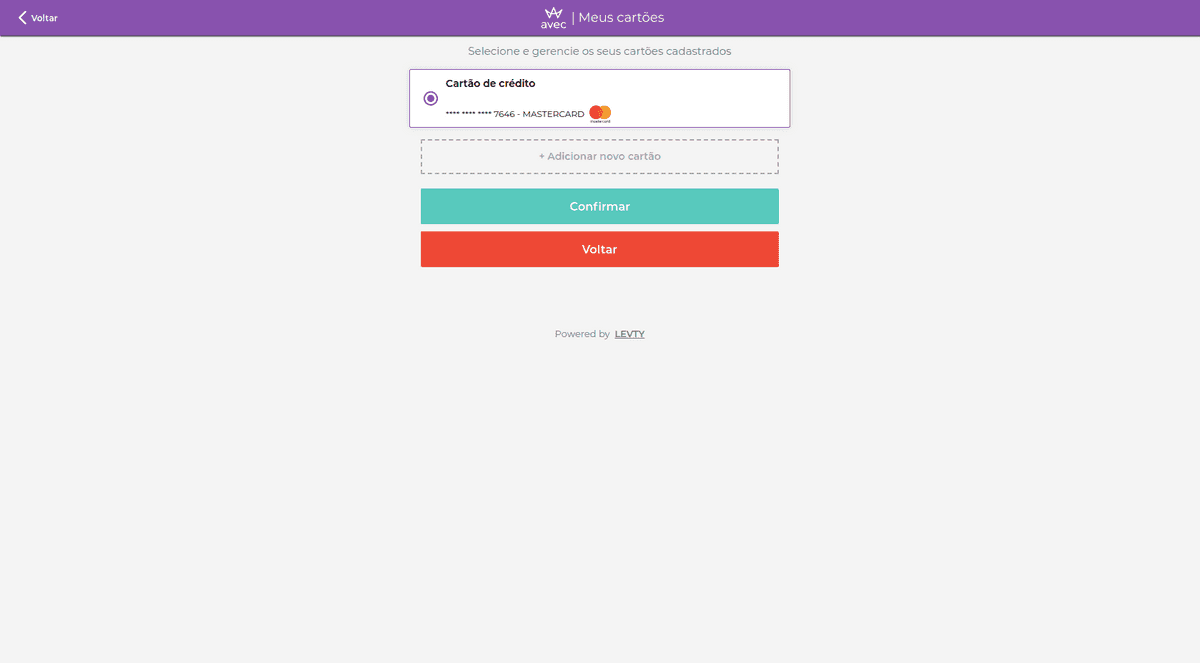 Voltar
avec | Meus cartões
Selecione e gerencie os seus cartões cadastrados
Cartão de crédito
**** **** **** 7646 - MASTERCARD mastercard
+ Adicionar novo cartão
Confirmar
Voltar
Powered by LEVTY